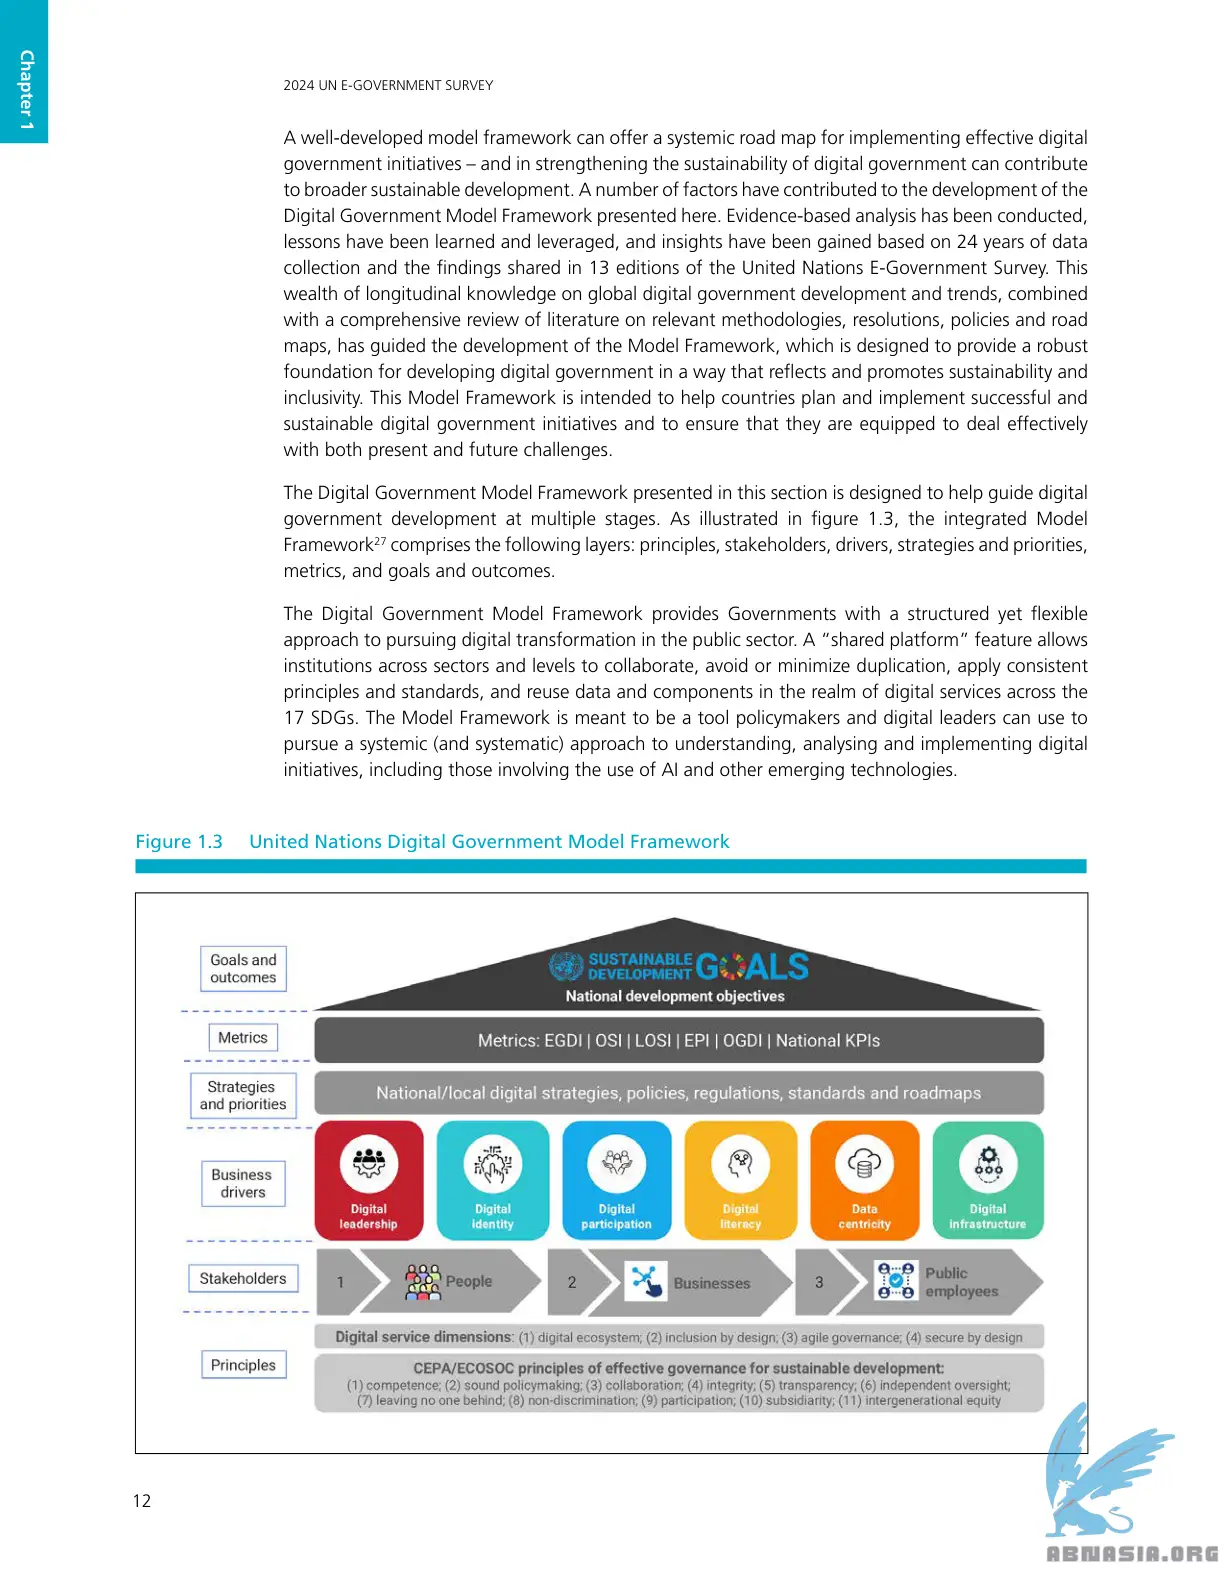 Chapter 1
2024 UN E-GOVERNMENT SURVEY
A well-developed model framework can offer a systemic road map for implementing effective digital
government initiatives – and in strengthening the sustainability of digital government can contribute
to broader sustainable development. A number of factors have contributed to the development of the
Digital Government Model Framework presented here. Evidence-based analysis has been conducted,
lessons have been learned and leveraged, and insights have been gained based on 24 years of data
collection and the findings shared in 13 editions of the United Nations E-Government Survey. This
wealth of longitudinal knowledge on global digital government development and trends, combined
with a comprehensive review of literature on relevant methodologies, resolutions, policies and road
maps, has guided the development of the Model Framework, which is designed to provide a robust
foundation for developing digital government in a way that reflects and promotes sustainability and
inclusivity. This Model Framework is intended to help countries plan and implement successful and
sustainable digital government initiatives and to ensure that they are equipped to deal effectively
with both present and future challenges.
The Digital Government Model Framework presented in this section is designed to help guide digital
government development at multiple stages. As illustrated in figure 1.3, the integrated Model
Framework27 comprises the following layers: principles, stakeholders, drivers, strategies and priorities,
metrics, and goals and outcomes.
The Digital Government Model Framework provides Governments with a structured yet flexible
approach to pursuing digital transformation in the public sector. A “shared platform” feature allows
institutions across sectors and levels to collaborate, avoid or minimize duplication, apply consistent
principles and standards, and reuse data and components in the realm of digital services across the
17 SDGs. The Model Framework is meant to be a tool policymakers and digital leaders can use to
pursue a systemic (and systematic) approach to understanding, analysing and implementing digital
initiatives, including those involving the use of AI and other emerging technologies.
Figure 1.3 United Nations Digital Government Model Framework
Goals and
outcomes
SUSTAINABLE
DEVELOPMENT GOALS
National development objectives
Metrics
Metrics: EGDI | OSI | LOSI | EPI | OGDI | National KPIs
Strategies
and priorities
National/local digital strategies, policies, regulations, standards and roadmaps
Business
drivers
Digital
leadership
Digital
identity
Digital
participation
Digital
literacy
Data
centricity
Digital
infrastructure
Stakeholders
1
People
2
Businesses
3
Public
employees
Principles
Digital service dimensions: (1) digital ecosystem; (2) inclusion by design; (3) agile governance; (4) secure by design
CEPA/ECOSOC principles of effective governance for sustainable development:
(1) competence; (2) sound policymaking; (3) collaboration; (4) integrity; (5) transparency; (6) independent oversight;
(7) leaving no one behind; (8) non-discrimination; (9) participation; (10) subsidiarity; (11) intergenerational equity
12
ABNASIA.ORG